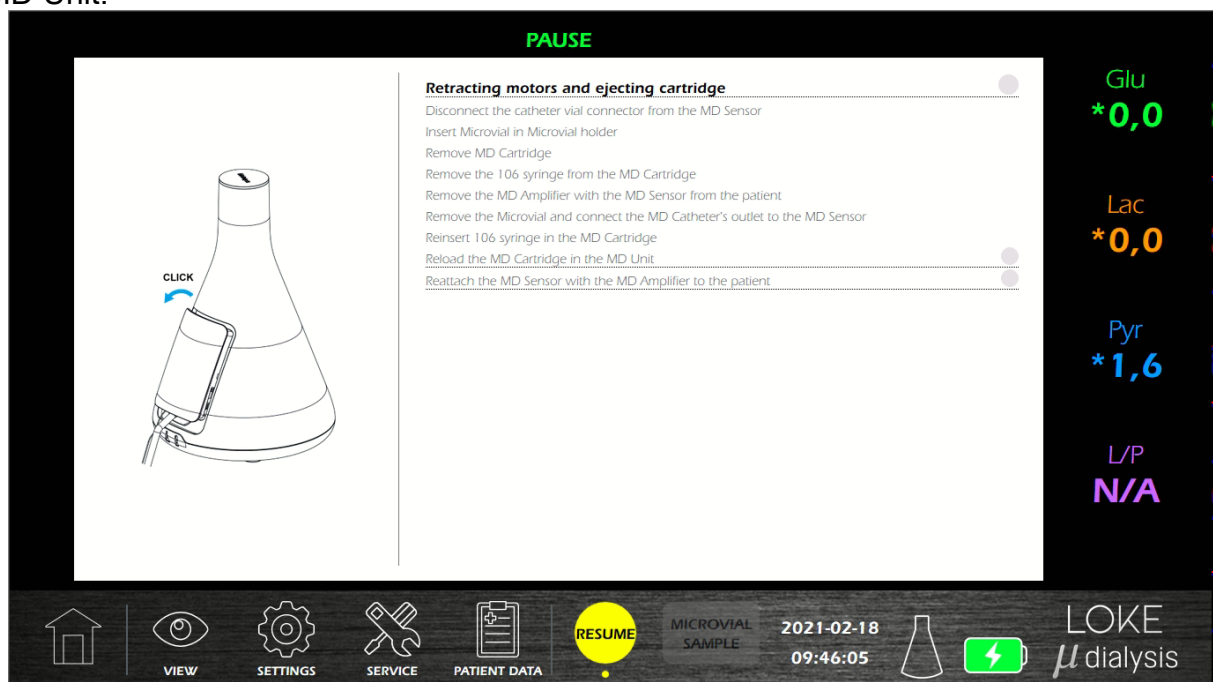 PAUSE
Retracting motors and ejecting cartridge
Disconnect the catheter vial connector from the MD Sensor
Insert Microvial in Microvial holder
Remove MD Cartridge
Remove the 106 syringe from the MD Cartridge
Remove the MD Amplifier with the MD Sensor from the patient
Remove the Microvial and connect the MD Catheter's outlet to the MD Sensor
Reinsert 106 syringe in the MD Cartridge
Reload the MD Cartridge in the MD Unit
Reattach the MD Sensor with the MD Amplifier to the patient
CLICK
Glu
*0,0
Lac
*0,0
Pyr
*1,6
L/P
N/A
VIEW
SETTINGS
SERVICE
PATIENT DATA
RESUME
MICROVIAL
SAMPLE
2021-02-18
09:46:05
LOKE
µ dialysis